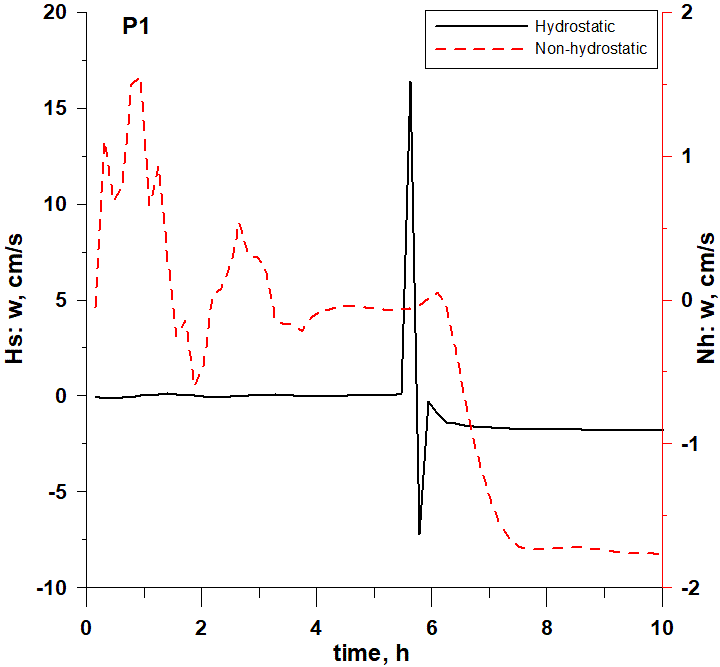 P1
Hydrostatic
Non-hydrostatic
20
15
10
5
0
-5
-10
Hs: w, cm/s
2
1
0
-1
-2
Nh: w, cm/s
0 2 4 6 8 10
time, h